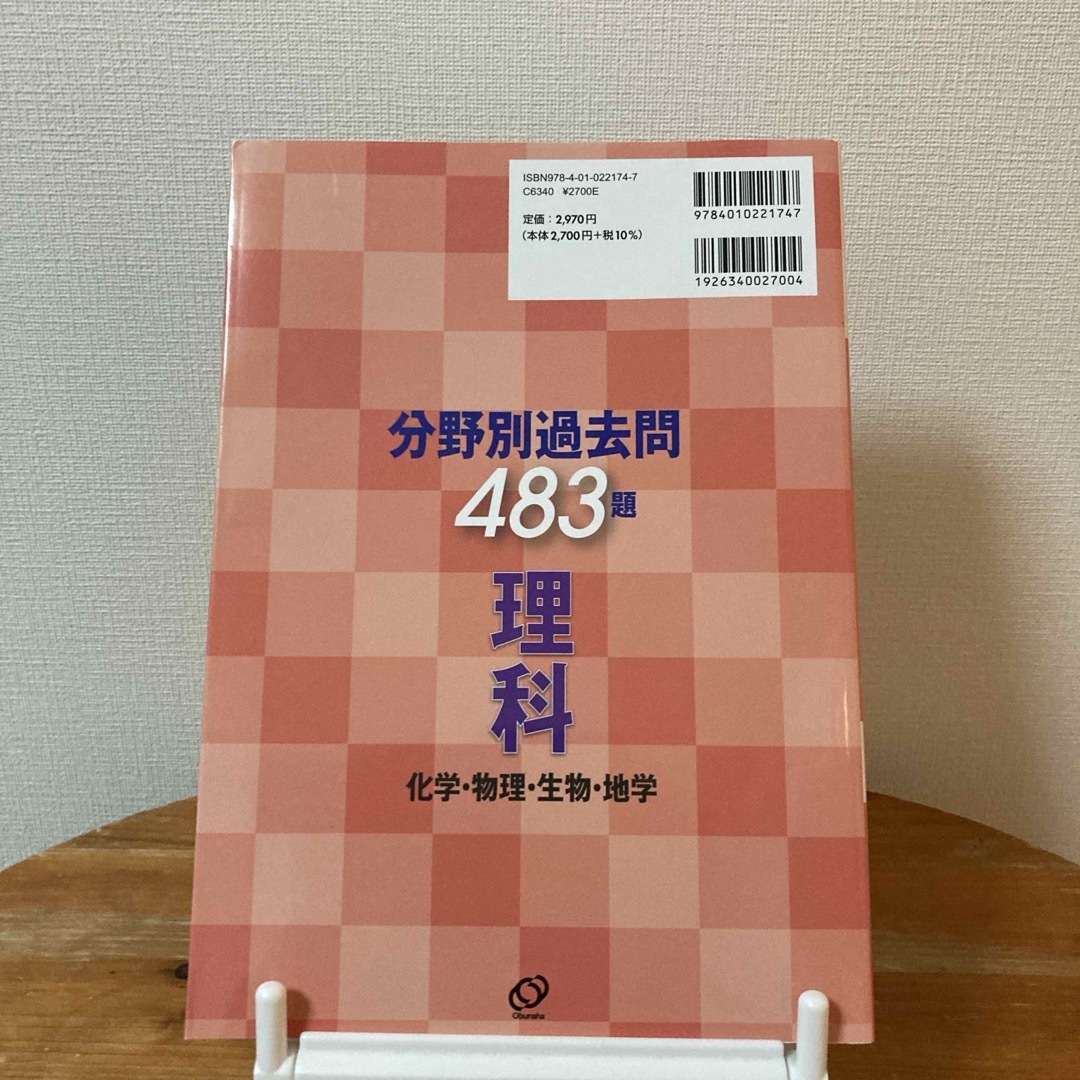 ISBN978-4-01-022174-7
C6340 ¥2700E
定価:2,970円
(本体2,700円+税10%)
9784010221747
1926340027004
分野別過去問
483題
理科
化学・物理・生物・地学
Obunsha